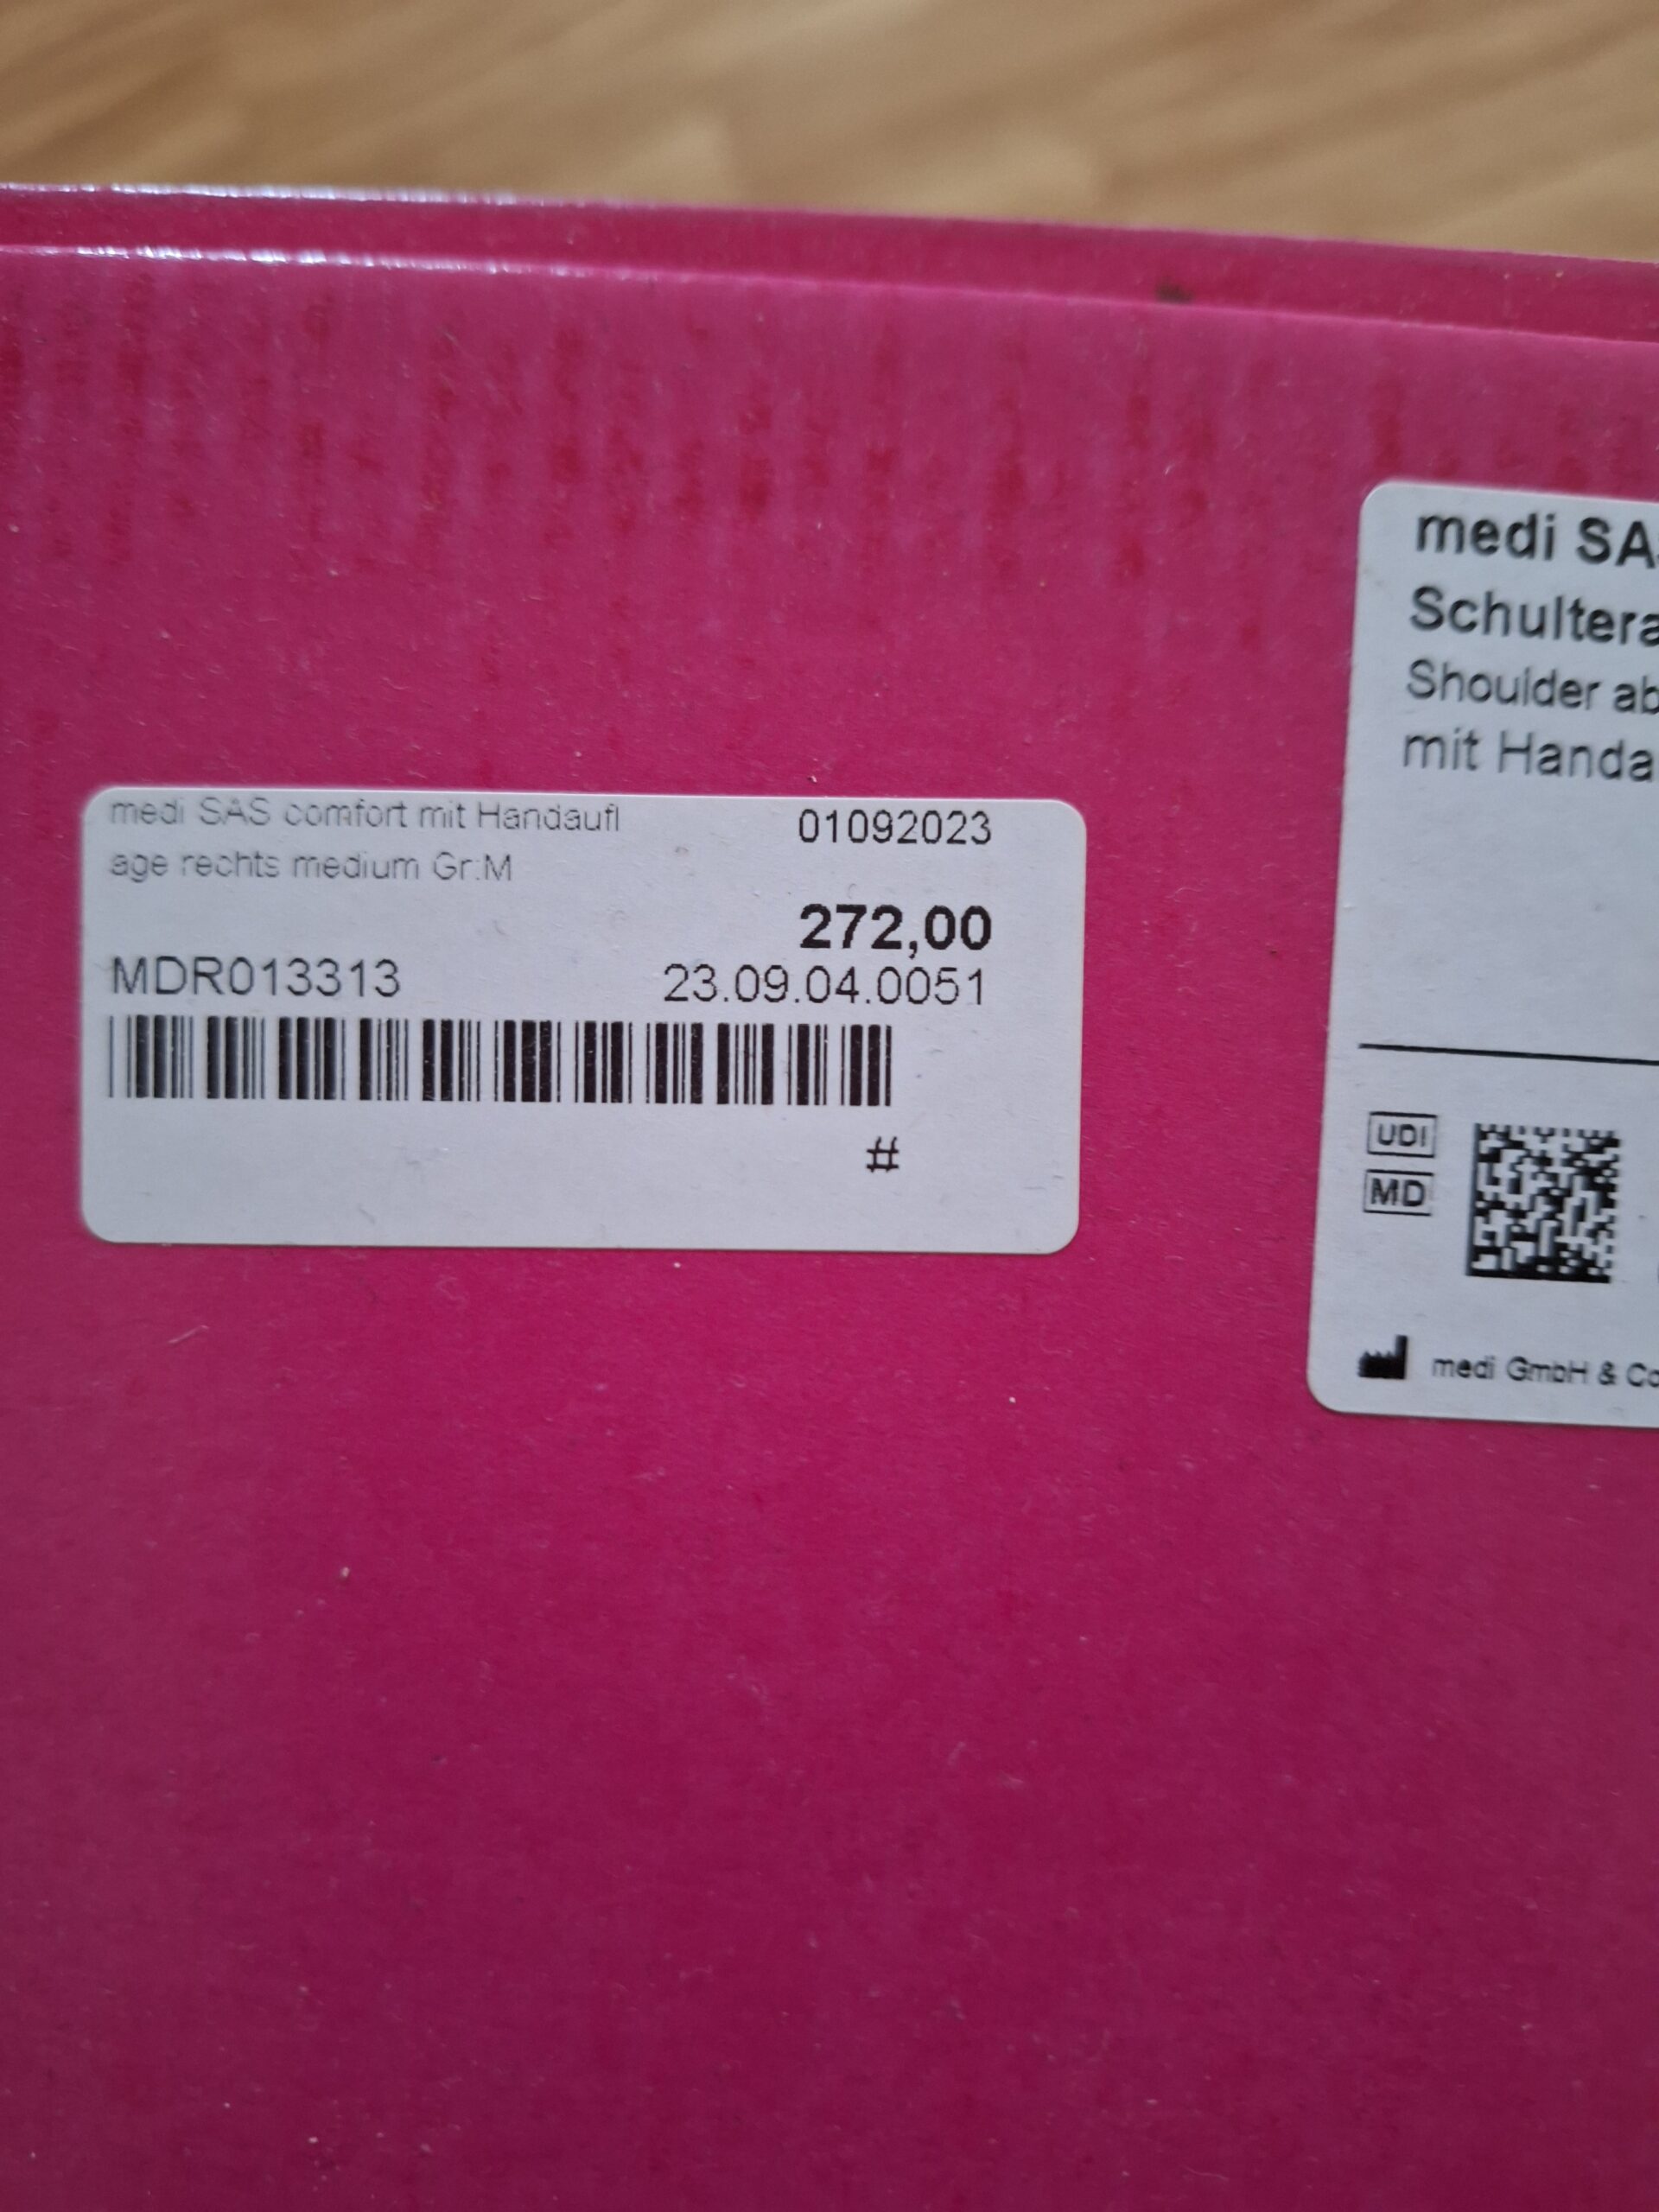 medi SAS comfort mit Handaufl
age rechts medium Gr:M
01092023
272,00
MDR013313
23.09.04.0051
#
medi SAS
Schultera
Shoulder ab
mit Handa
UDI
MD
medi GmbH & Co